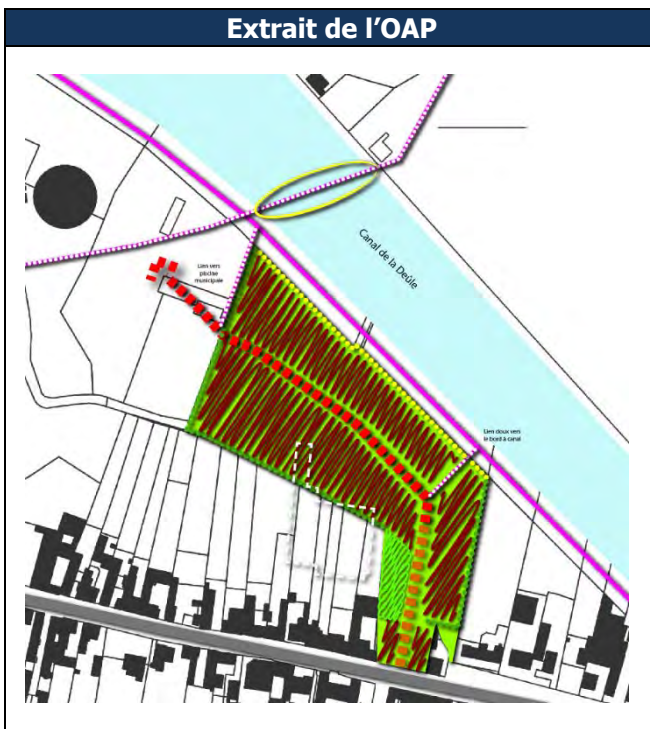 Extrait de l'OAP
Canal de la Deûle
Lien vers
piscine
municipale
Lien doux vers
le bord à canal